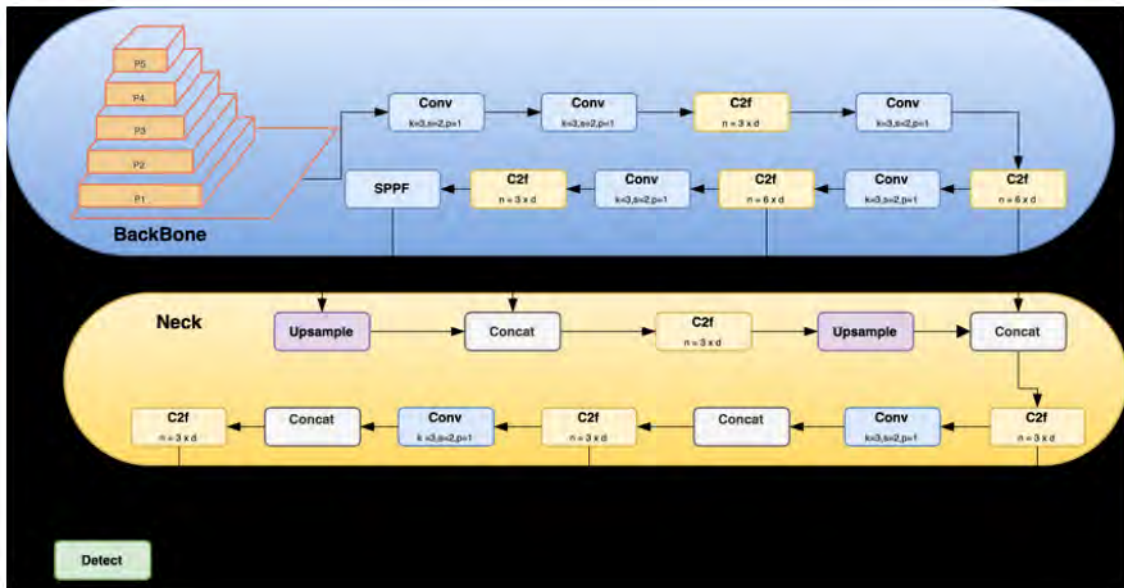 P5
P4
P3
P2
P1
BackBone
Conv
k=3,s=2,p=1
Conv
k=3,s=2,p=1
C2f
n = 3 x d
Conv
k=3,s=2,p=1
SPPF
C2f
n = 3 x d
Conv
k=3,s=2,p=1
C2f
n = 6 x d
Conv
k=3,s=2,p=1
C2f
n = 6 x d
Neck
Upsample
Concat
C2f
n = 3 x d
Upsample
Concat
C2f
n = 3 x d
Concat
Conv
k =3,s=2,p=1
C2f
n = 3 x d
Concat
Conv
k=3,s=2,p=1
C2f
n = 3 x d
Detect